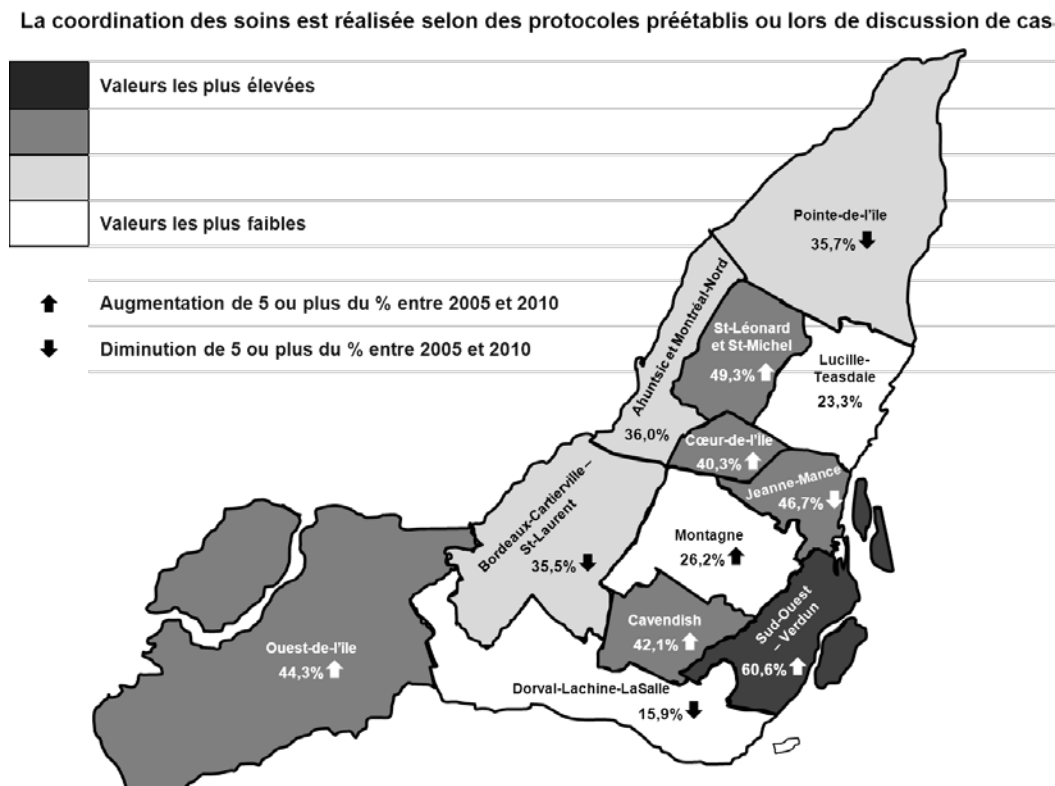 La coordination des soins est réalisée selon des protocoles préétablis ou lors de discussion de cas
Valeurs les plus élevées
Valeurs les plus faibles
Augmentation de 5 ou plus du % entre 2005 et 2010
Diminution de 5 ou plus du % entre 2005 et 2010
Pointe-de-l'île
35,7%
Ahuntsic et Montréal-Nord
36,0%
St-Léonard
et St-Michel
49,3%
Lucille-
Teasdale
23,3%
Cœur-de-l'île
40,3%
Jeanne-Mance
46,7%
Bordeaux-Cartierville–
St-Laurent
35,5%
Montagne
26,2%
Sud-Ouest
– Verdun
60,6%
Cavendish
42,1%
Ouest-de-l'île
44,3%
Dorval-Lachine-LaSalle
15,9%